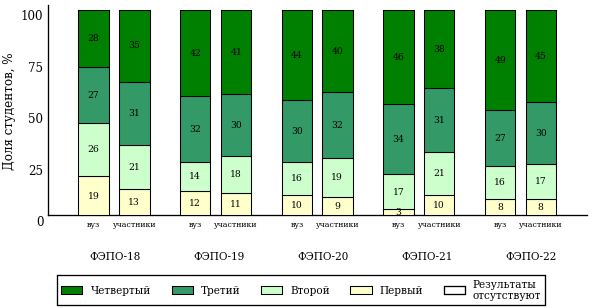 Доля студентов, %
100
75
50
25
0
28 35 42 41 44 40 46 38 49 45
27 31 32 30 30 32 34 31 27 30
26 21 14 18 16 19 17 21 16 17
19 13 12 11 10 9 3 10 8 8
вуз участники вуз участники вуз участники вуз участники вуз участники
ФЭПО-18 ФЭПО-19 ФЭПО-20 ФЭПО-21 ФЭПО-22
Четвертый Третий Второй Первый Результаты
отсутствуют